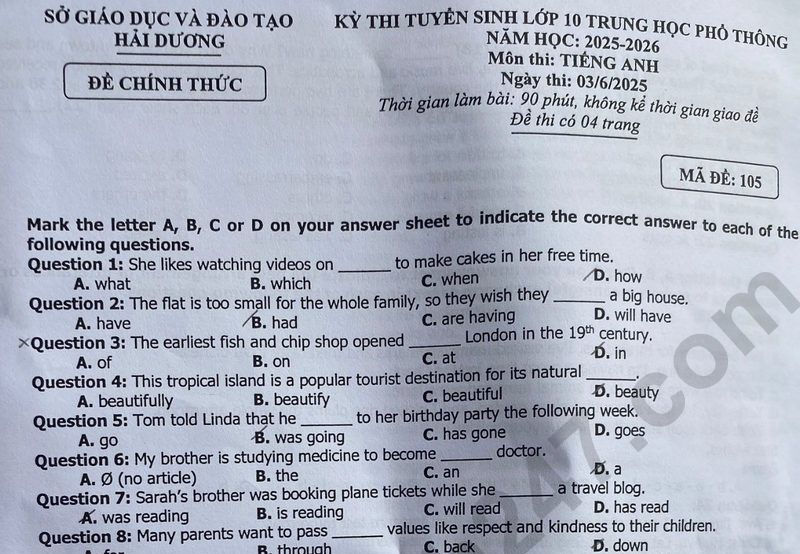 SỞ GIÁO DỤC VÀ ĐÀO TẠO
HẢI DƯƠNG
ĐỀ CHÍNH THỨC
KỲ THI TUYỂN SINH LỚP 10 TRUNG HỌC PHỔ THÔNG
NĂM HỌC: 2025-2026
Môn thi: TIẾNG ANH
Ngày thi: 03/6/2025
Thời gian làm bài: 90 phút, không kể thời gian giao đề
Đề thi có 04 trang
MÃ ĐỀ: 105
Mark the letter A, B, C or D on your answer sheet to indicate the correct answer to each of the
following questions.
Question 1: She likes watching videos on ______ to make cakes in her free time.
A. what B. which C. when D. how
Question 2: The flat is too small for the whole family, so they wish they ______ a big house.
A. have B. had C. are having D. will have
Question 3: The earliest fish and chip shop opened ______ London in the 19th century.
A. of B. on C. at D. in
Question 4: This tropical island is a popular tourist destination for its natural ______.
A. beautifully B. beautify C. beautiful D. beauty
Question 5: Tom told Linda that he ______ to her birthday party the following week.
A. go B. was going C. has gone D. goes
Question 6: My brother is studying medicine to become ______ doctor.
A. Ø (no article) B. the C. an D. a
Question 7: Sarah's brother was booking plane tickets while she ______ a travel blog.
A. was reading B. is reading C. will read D. has read
Question 8: Many parents want to pass ______ values like respect and kindness to their children.
A. for B. through C. back D. down
247.com